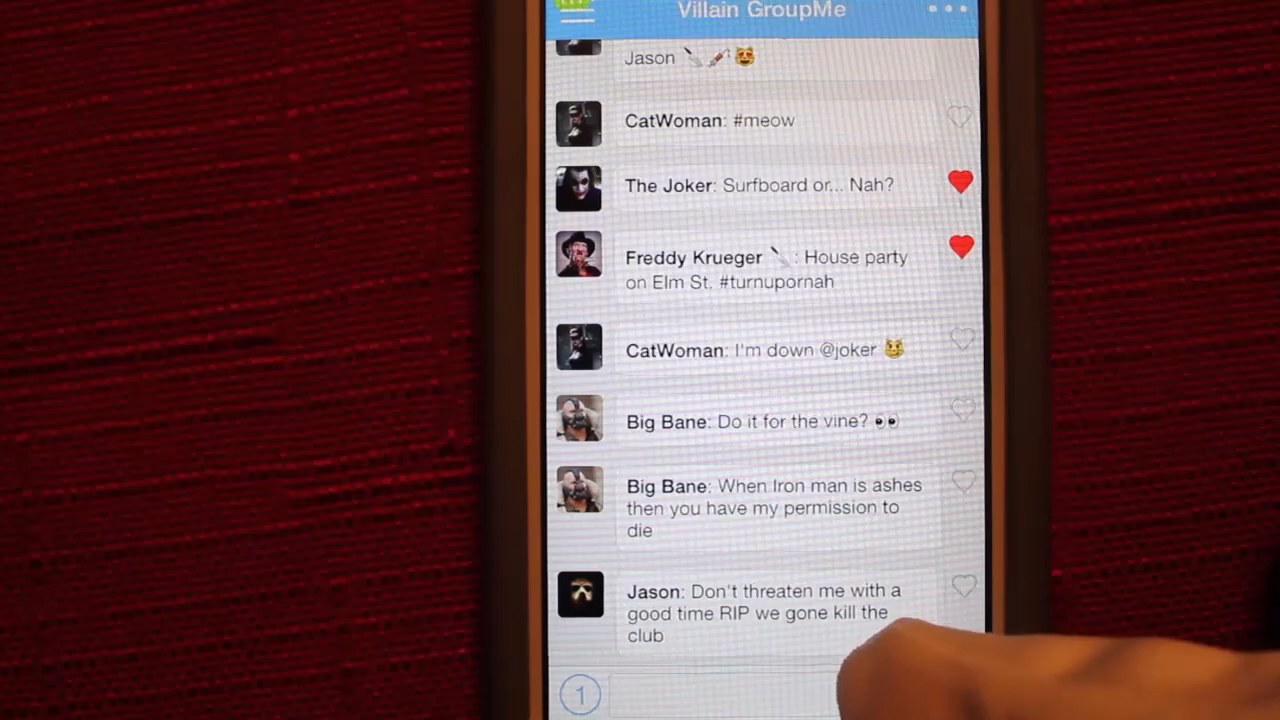 Villain GroupMe
Jason 🔪💉😻
CatWoman: #meow
The Joker: Surfboard or... Nah?
Freddy Krueger 🔪: House party
on Elm St. #turnupornah
CatWoman: I'm down @joker 😼
Big Bane: Do it for the vine? 👀
Big Bane: When Iron man is ashes
then you have my permission to
die
Jason: Don't threaten me with a
good time RIP we gone kill the
club
1